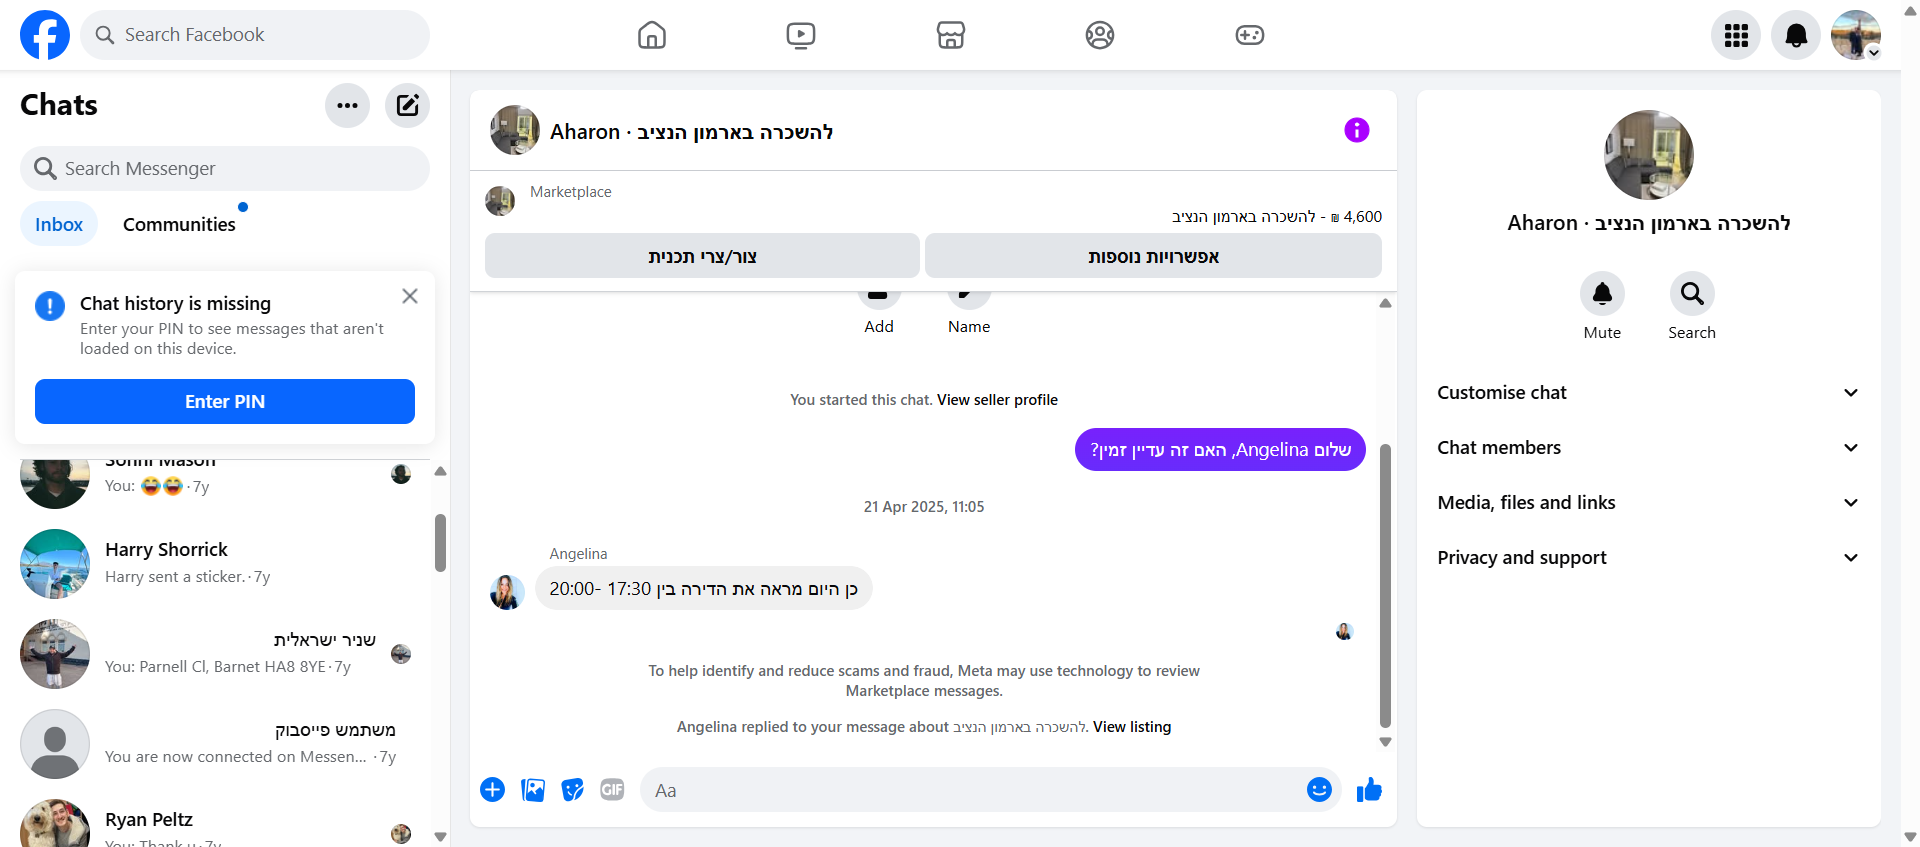 Search Facebook
Chats
Search Messenger
Inbox
Communities
Chat history is missing
Enter your PIN to see messages that aren't
loaded on this device.
Enter PIN
Sonni Mason
You: 😂😂 · 7y
Harry Shorrick
Harry sent a sticker. · 7y
שניר ישראלית
You: Parnell Cl, Barnet HA8 8YE · 7y
משתמש פייסבוק
You are now connected on Messen... · 7y
Ryan Peltz
You: Thank u · 7y
Aharon · להשכרה בארמון הנציב
Marketplace
4,600 ₪ - להשכרה בארמון הנציב
צור/צרי תכנית
אפשרויות נוספות
Add
Name
You started this chat. View seller profile
שלום Angelina, האם זה עדיין זמין?
21 Apr 2025, 11:05
Angelina
כן היום מראה את הדירה בין 17:30 -20:00
To help identify and reduce scams and fraud, Meta may use technology to review
Marketplace messages.
Angelina replied to your message about להשכרה בארמון הנציב. View listing
GIF
Aa
Aharon · להשכרה בארמון הנציב
Mute
Search
Customise chat
Chat members
Media, files and links
Privacy and support